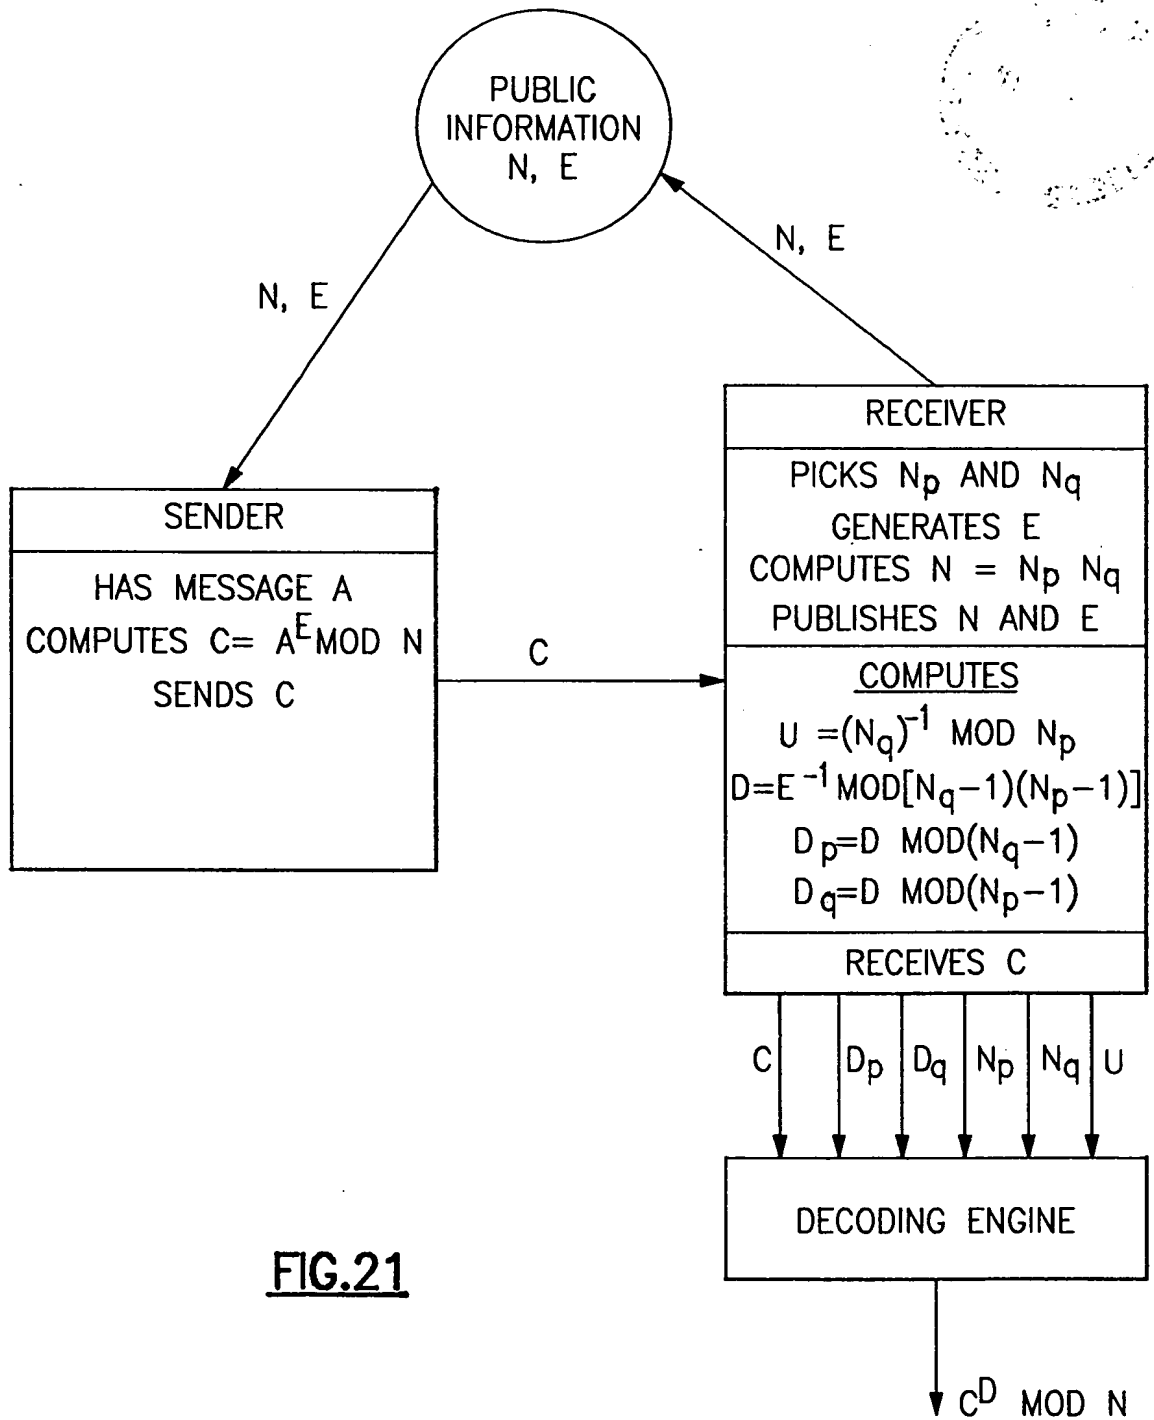 PUBLIC
INFORMATION
N, E
N, E
N, E
RECEIVER
PICKS Np AND Nq
GENERATES E
COMPUTES N = Np Nq
PUBLISHES N AND E
SENDER
HAS MESSAGE A
COMPUTES C= A^E MOD N
SENDS C
C
COMPUTES
U =(Nq)^-1 MOD Np
D=E^-1 MOD[Nq-1)(Np-1)]
Dp=D MOD(Nq-1)
Dq=D MOD(Np-1)
RECEIVES C
C Dp Dq Np Nq U
DECODING ENGINE
C^D MOD N
FIG.21